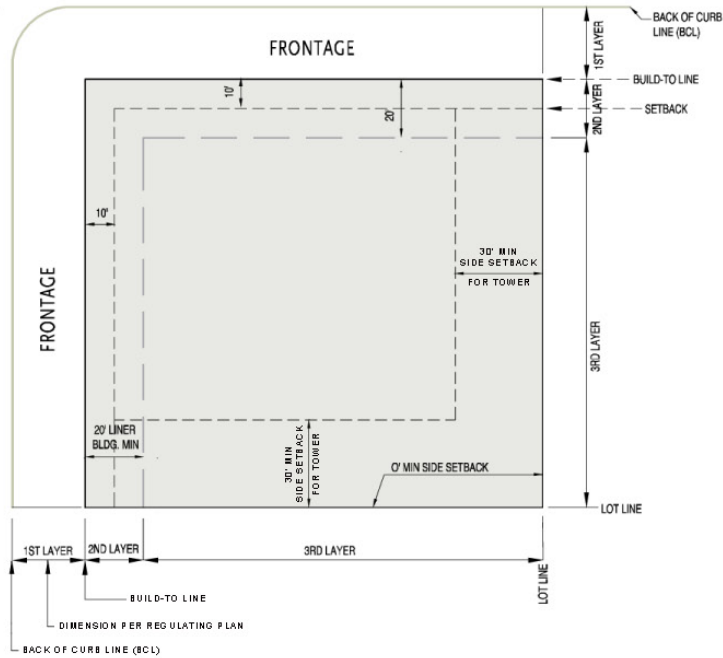 BACK OF CURB
LINE (BCL)
FRONTAGE
1ST LAYER
BUILD-TO LINE
10'
20'
2ND LAYER
SETBACK
10'
30' MIN
SIDE SETBACK
FOR TOWER
FRONTAGE
3RD LAYER
20' LINER
BLDG. MIN
30' MIN
SIDE SETBACK
FOR TOWER
O' MIN SIDE SETBACK
LOT LINE
1ST LAYER
2ND LAYER
3RD LAYER
LOT LINE
BUILD-TO LINE
DIMENSION PER REGULATING PLAN
BACK OF CURB LINE (BCL)